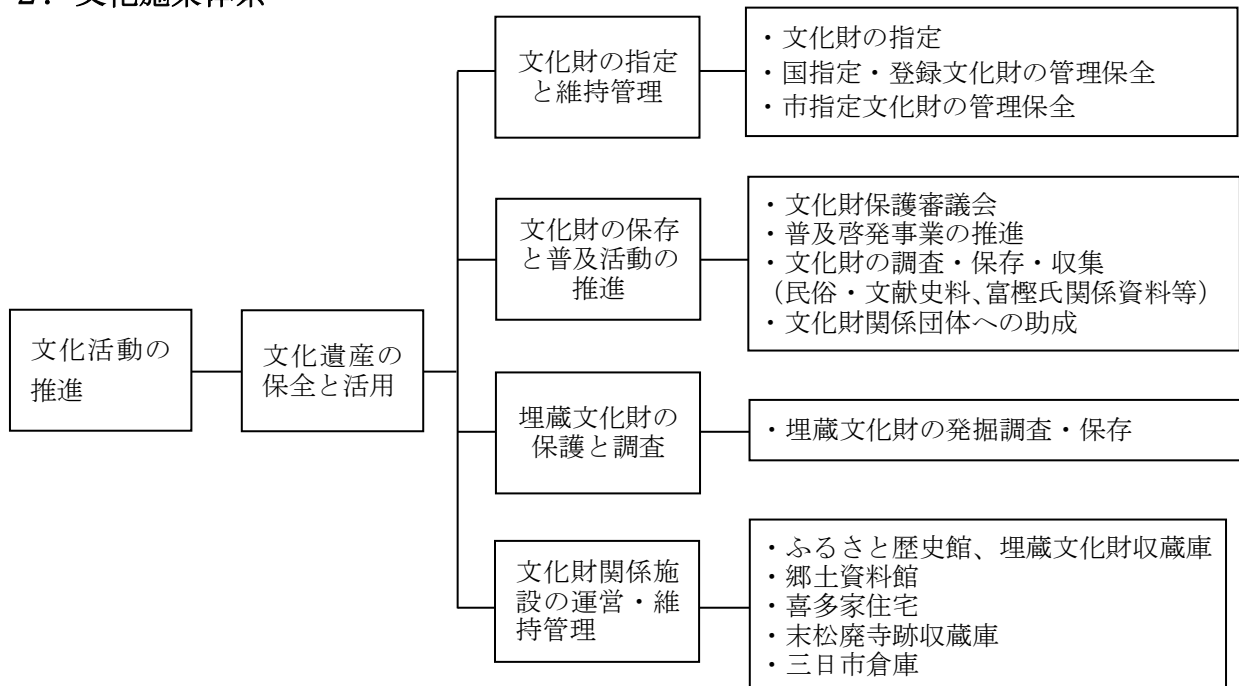 ２．文化施策体系
文化活動の
推進
文化遺産の
保全と活用
文化財の指定
と維持管理
・文化財の指定
・国指定・登録文化財の管理保全
・市指定文化財の管理保全
文化財の保存
と普及活動の
推進
・文化財保護審議会
・普及啓発事業の推進
・文化財の調査・保存・収集
（民俗・文献史料、富樫氏関係資料等）
・文化財関係団体への助成
埋蔵文化財の
保護と調査
・埋蔵文化財の発掘調査・保存
文化財関係施
設の運営・維
持管理
・ふるさと歴史館、埋蔵文化財収蔵庫
・郷土資料館
・喜多家住宅
・末松廃寺跡収蔵庫
・三日市倉庫